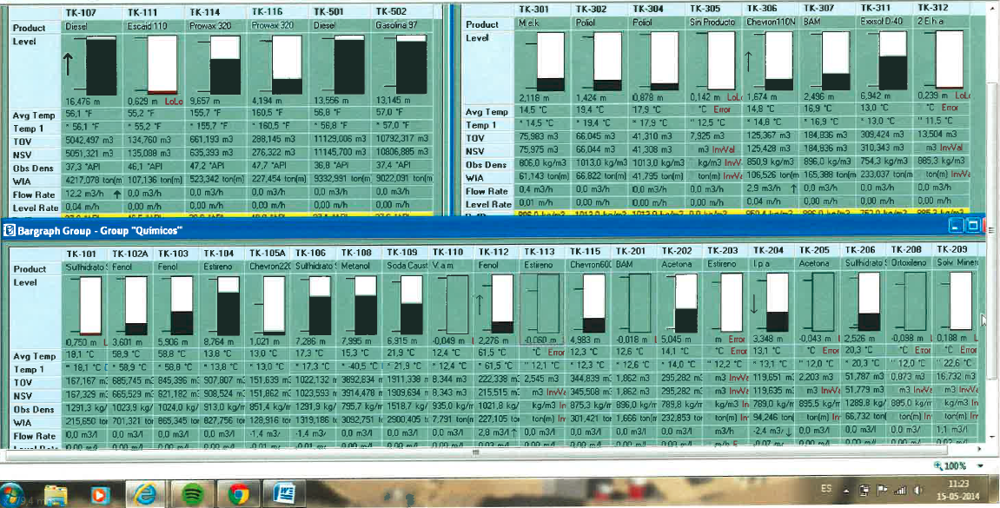 TK-107 TK-111 TK-114 TK-116 TK-501 TK-502
Product Diesel Escaid 110 Prowax 320 Prowax 320 Diesel Gasolina 97
Level
16,476 m 0,629 m LoLo 9,657 m 4,194 m 13,556 m 13,145 m
Avg Temp 56,1 °F 55,2 °F 155,7 °F 160,5 °F 56,8 °F 57,0 °F
Temp 1 * 56,1 °F * 55,2 °F * 155,7 °F * 160,5 °F * 56,8 °F * 57,0 °F
TOV 5042,497 m3 134,760 m3 661,193 m3 288,145 m3 11129,006 m3 10792,317 m3
NSV 5051,321 m3 135,088 m3 635,393 m3 276,322 m3 11145,700 m3 10806,885 m3
Obs Dens 37,3 °API 46,1 °API 47,2 °API 47,7 °API 36,8 °API 37,4 °API
WIA 4217,078 ton(m 107,136 ton(m) 523,342 ton(m) 227,454 ton(m) 9332,991 ton(m) 9022,091 ton(m)
Flow Rate 12,2 m3/h 0,0 m3/h 0,0 m3/h 0,0 m3/h 0,0 m3/h 0,0 m3/h
Level Rate 0,04 m/h 0,00 m/h 0,00 m/h 0,00 m/h 0,00 m/h 0,00 m/h
TK-301 TK-302 TK-304 TK-305 TK-306 TK-307 TK-311 TK-312
Product M.e.k. Poliol Poliol Sin Producto Chevron110N BAM Exxsol D-40 2 E.h.a
Level
2,118 m 1,424 m 0,878 m 0,142 m LoLo 1,674 m 2,496 m 6,942 m 0,239 m LoL
Avg Temp 14,5 °C 19,4 °C 17,9 °C °C Error 14,8 °C 16,9 °C 13,0 °C °C Error
Temp 1 * 14,5 °C * 19,4 °C * 17,9 °C " 12,5 °C * 14,8 °C * 16,9 °C * 13,0 °C " 11,5 °C
TOV 75,983 m3 66,045 m3 41,310 m3 7,925 m3 125,367 m3 184,836 m3 309,424 m3 13,504 m3
NSV 75,975 m3 66,044 m3 41,308 m3 m3 InvVal 125,428 m3 184,836 m3 310,343 m3 m3 InvVal
Obs Dens 806,0 kg/m3 1013,0 kg/m3 1013,0 kg/m3 kg/m3 InvV 850,9 kg/m3 896,0 kg/m3 754,3 kg/m3 885,3 kg/m3
WIA 61,143 ton(m) 66,822 ton(m) 41,795 ton(m) ton(m) InvV 106,526 ton(m) 165,388 ton(m) 233,037 ton(m) ton(m) InvV
Flow Rate 0,4 m3/h 0,0 m3/h 0,0 m3/h 0,0 m3/h 2,9 m3/h 0,0 m3/h 0,0 m3/h 0,0 m3/h
Level Rate 0,01 m/h 0,00 m/h 0,00 m/h 0,00 m/h 0,04 m/h 0,00 m/h 0,00 m/h 0,00 m/h
Bargraph Group - Group "Químicos"
TK-101 TK-102A TK-103 TK-104 TK-105A TK-106 TK-108 TK-109 TK-110 TK-112 TK-113 TK-115 TK-201 TK-202 TK-203 TK-204 TK-205 TK-206 TK-208 TK-209
Product Sulfhidrato S Fenol Fenol Estireno Chevron220 Sulfhidrato S Metanol Soda Caust V.a.m. Fenol Estireno Chevron600 BAM Acetona Estireno I.p.a Acetona Sulfhidrato S Ortoxileno Solv. Minera
Level
0,750 m L 3,601 m 5,906 m 8,764 m 1,021 m 7,286 m 7,995 m 6,915 m -0,049 m 2,276 m -0,060 m 4,983 m -0,018 m 5,045 m m Error 3,348 m -0,043 m 2,526 m -0,098 m 0,188 m L
Avg Temp 18,1 °C 58,9 °C 58,8 °C 13,8 °C 13,0 °C 17,3 °C 15,3 °C 21,9 °C 12,4 °C 61,5 °C °C Error 12,3 °C 12,6 °C 14,1 °C °C Error 13,1 °C °C Error 20,3 °C °C Error °C Error
Temp 1 * 18,1 °C * 58,9 °C * 58,8 °C * 13,8 °C * 13,0 °C * 17,3 °C -40,5 °C * 21,9 °C * 12,4 °C * 61,5 °C " 12,1 °C * 12,3 °C * 12,6 °C * 14,0 °C " 12,2 °C * 13,1 °C " 12,0 °C * 20,3 °C " 12,0 °C " 22,6 °C
TOV 167,167 m3 685,745 m3 845,396 m3 907,807 m3 151,639 m3 1022,132 m3 3892,834 m3 1911,338 m3 8,344 m3 222,338 m3 2,545 m3 344,839 m3 1,862 m3 295,282 m3 m3 InvVa 119,651 m3 2,203 m3 51,787 m3 0,873 m3 16,732 m3
NSV 167,329 m3 665,529 m3 821,182 m3 908,524 m3 151,862 m3 1023,593 m3 3914,478 m3 1909,694 m3 8,343 m3 215,515 m3 m3 InvVa 345,508 m3 1,862 m3 295,282 m3 m3 InvVa 119,635 m3 m3 InvVa 51,779 m3 m3 InvVa m3 InvVa
Obs Dens 1291,3 kg/ 1023,9 kg/ 1024,0 kg/ 913,0 kg/m 851,4 kg/m 1291,9 kg/ 795,7 kg/m 1518,7 kg/ 935,0 kg/m 1021,8 kg/ kg/m3 In 875,3 kg/m 896,0 kg/m 789,8 kg/m kg/m3 In 789,0 kg/m 895,5 kg/m 1289,8 kg/ 885,0 kg/m kg/m3 In
WIA 215,650 ton 701,321 ton 865,345 ton 827,756 ton 128,916 ton 1319,186 t 3092,751 t 2900,405 t 7,791 ton(m 227,105 ton ton(m) In 301,421 ton 1,666 ton(m 232,853 ton ton(m) In 94,246 ton( ton(m) In 66,732 ton( ton(m) In ton(m) In
Flow Rate 0,0 m3/h 0,0 m3/h 0,0 m3/h 0,0 m3/h -1,4 m3/ -1,4 m3/ 0,0 m3/h 0,0 m3/h 0,0 m3/h 2,8 m3/h 0,0 m3/h 0,0 m3/h 0,0 m3/h 0,0 m3/h m3/h -2,4 m3/ 0,0 m3/h 0,0 m3/h 0,0 m3/h 1,1 m3/h
100%
ES
11:23
15-05-2014